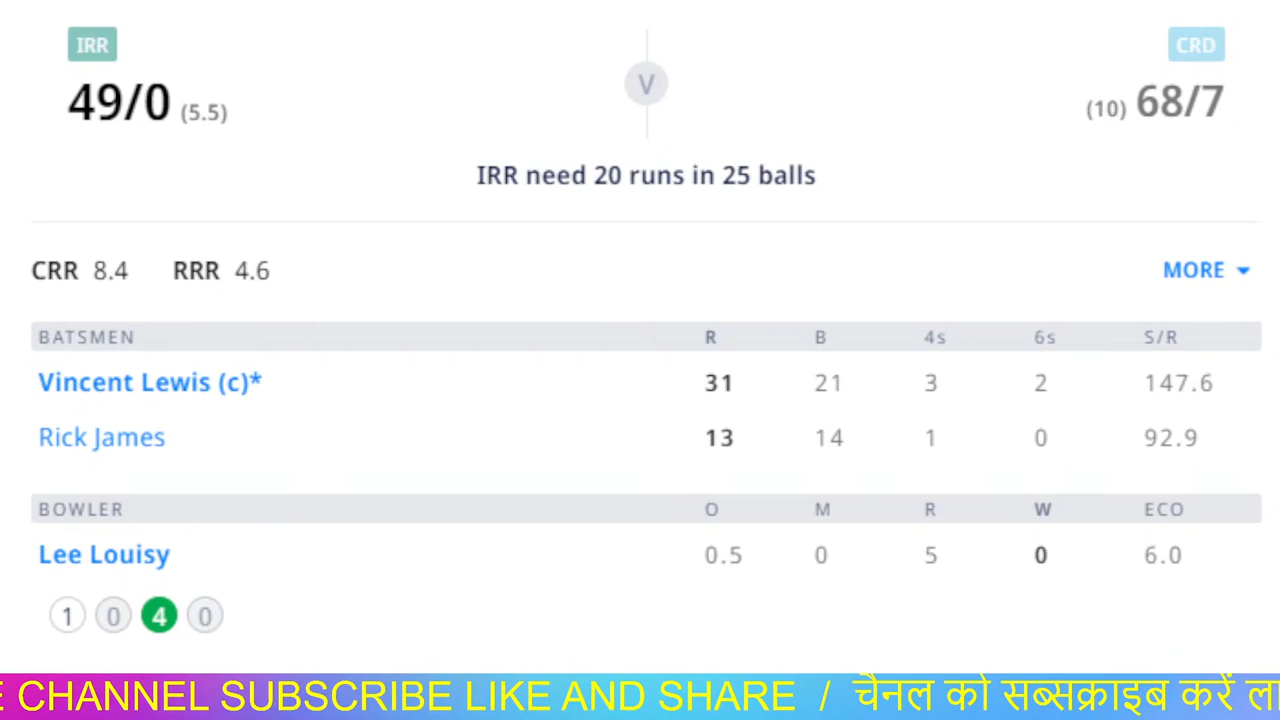 IRR
CRD
49/0 (5.5)
V
(10) 68/7
IRR need 20 runs in 25 balls
CRR 8.4 RRR 4.6
MORE
BATSMEN R B 4s 6s S/R
Vincent Lewis (c)* 31 21 3 2 147.6
Rick James 13 14 1 0 92.9
BOWLER O M R W ECO
Lee Louisy 0.5 0 5 0 6.0
1 0 4 0
E CHANNEL SUBSCRIBE LIKE AND SHARE / चैनल को सब्सक्राइब करें ला